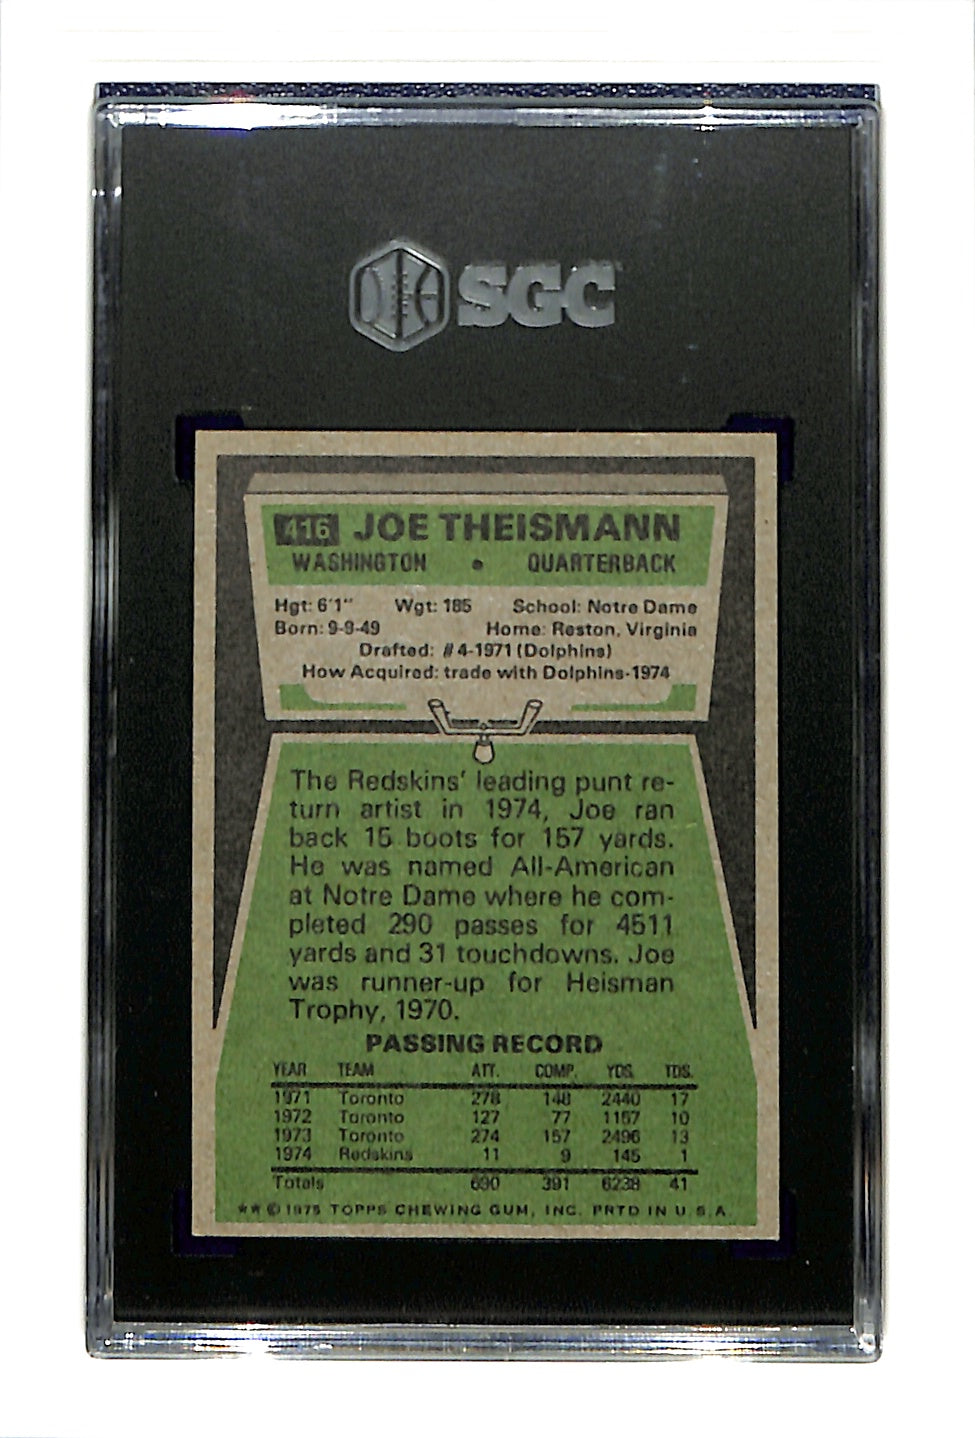 SGC
416 JOE THEISMANN
WASHINGTON • QUARTERBACK
Hgt: 6'1" Wgt: 185 School: Notre Dame
Born: 9-9-49 Home: Reston, Virginia
Drafted: #4-1971 (Dolphins)
How Acquired: trade with Dolphins-1974
The Redskins' leading punt re-
turn artist in 1974, Joe ran
back 15 boots for 157 yards.
He was named All-American
at Notre Dame where he com-
pleted 290 passes for 4511
yards and 31 touchdowns. Joe
was runner-up for Heisman
Trophy, 1970.
PASSING RECORD
YEAR TEAM ATT. COMP. YDS. TDS.
1971 Toronto 278 148 2440 17
1972 Toronto 127 77 1157 10
1973 Toronto 274 157 2496 13
1974 Redskins 11 9 145 1
Totals 690 391 6238 41
★★ © 1975 TOPPS CHEWING GUM, INC. PRTD IN U.S.A.